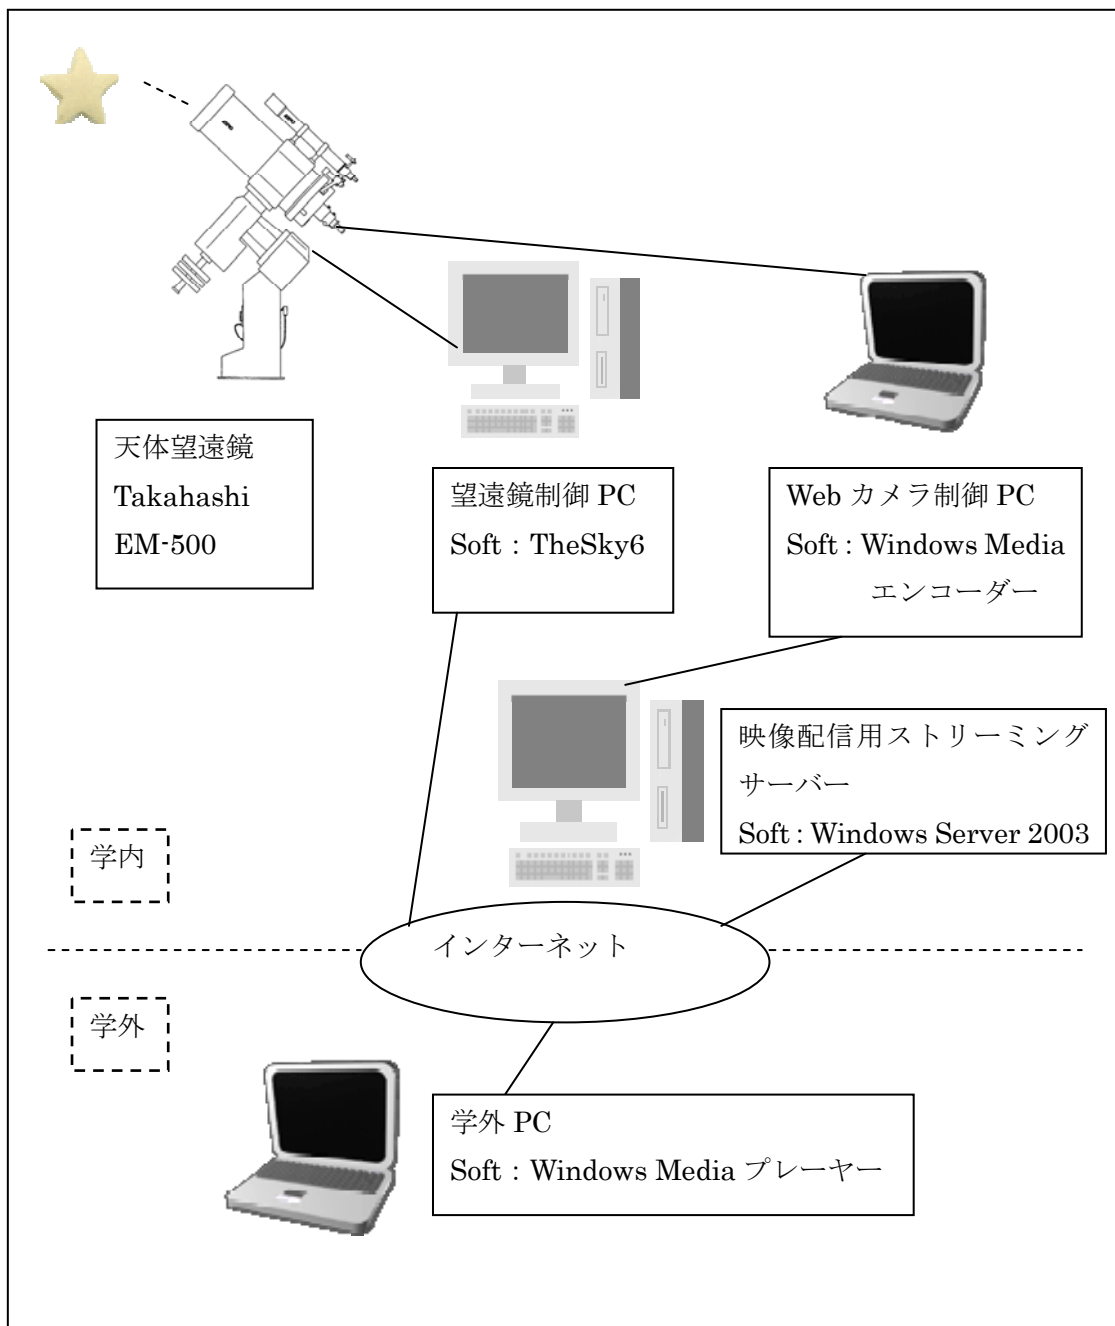 天体望遠鏡
Takahashi
EM-500
望遠鏡制御 PC
Soft : TheSky6
Web カメラ制御 PC
Soft : Windows Media
エンコーダー
映像配信用ストリーミング
サーバー
Soft : Windows Server 2003
学内
インターネット
学外
学外 PC
Soft : Windows Media プレーヤー